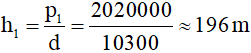 h₁ = p₁/d = 2020000/10300 ≈ 196 m